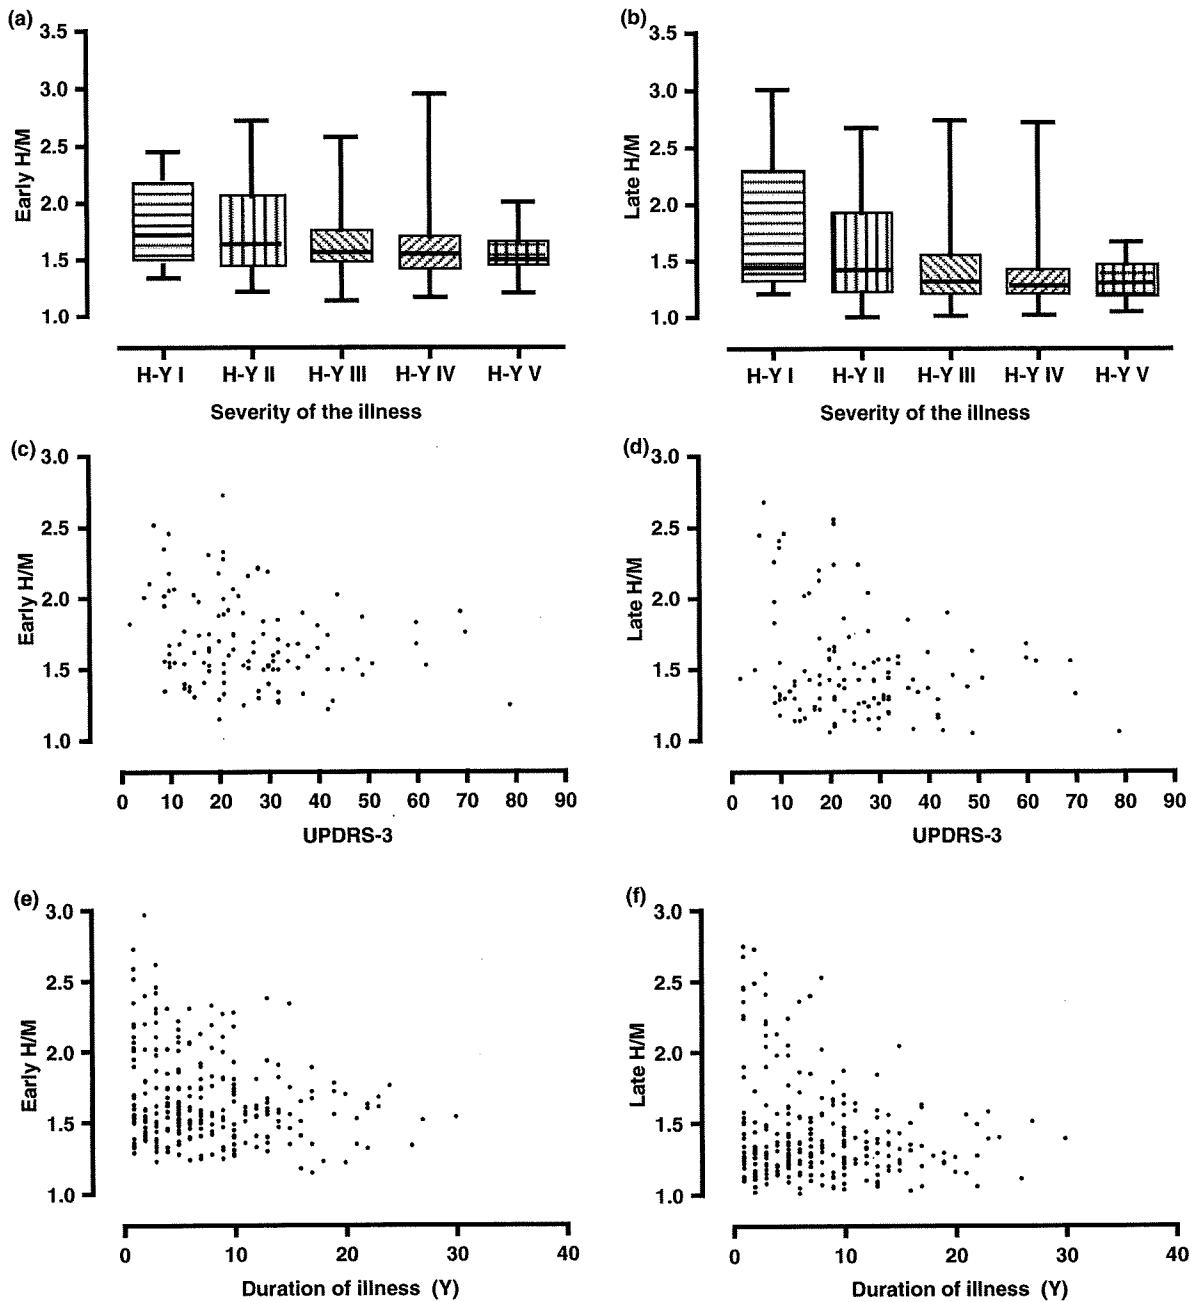 (a)
3.5
3.0
2.5
2.0
1.5
1.0
Early H/M
H-Y I H-Y II H-Y III H-Y IV H-Y V
Severity of the illness
(b)
3.5
3.0
2.5
2.0
1.5
1.0
Late H/M
H-Y I H-Y II H-Y III H-Y IV H-Y V
Severity of the illness
(c)
3.0
2.5
2.0
1.5
1.0
Early H/M
0 10 20 30 40 50 60 70 80 90
UPDRS-3
(d)
3.0
2.5
2.0
1.5
1.0
Late H/M
0 10 20 30 40 50 60 70 80 90
UPDRS-3
(e)
3.0
2.5
2.0
1.5
1.0
Early H/M
0 10 20 30 40
Duration of illness (Y)
(f)
3.0
2.5
2.0
1.5
1.0
Late H/M
0 10 20 30 40
Duration of illness (Y)